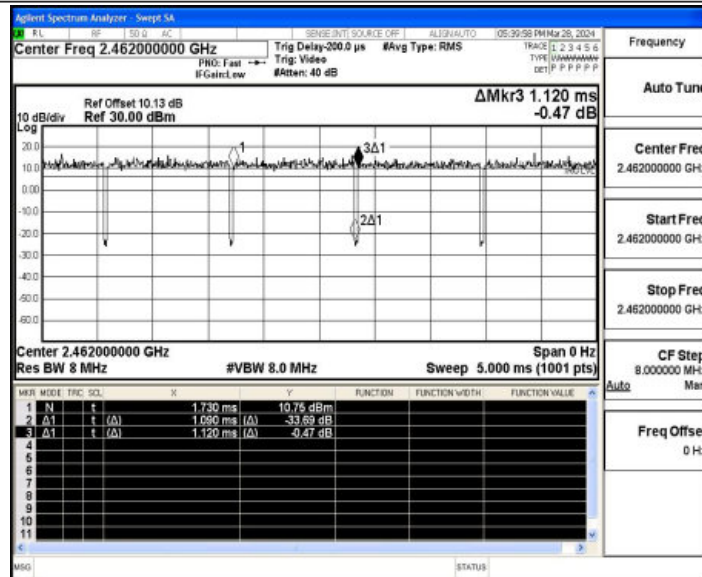 Agilent Spectrum Analyzer - Swept SA
RL RF 50 Ω AC SENSE:INT SOURCE OFF ALIGNAUTO 05:39:58 PM Mar 28, 2024
Center Freq 2.462000000 GHz
Trig Delay-200.0 µs #Avg Type: RMS
TRACE 1 2 3 4 5 6
PNO: Fast
Trig: Video
TYPE
IFGain:Low
#Atten: 40 dB
DET P P P P P P
ΔMkr3 1.120 ms
Ref Offset 10.13 dB
-0.47 dB
10 dB/div Ref 30.00 dBm
Log
20.0
10.0
0.00
-10.0
-20.0
-30.0
-40.0
-50.0
-60.0
1
3Δ1
2Δ1
Center 2.462000000 GHz Span 0 Hz
Res BW 8 MHz #VBW 8.0 MHz Sweep 5.000 ms (1001 pts)
MKR MODE TRC SCL X Y FUNCTION FUNCTION WIDTH FUNCTION VALUE
1 N t 1.730 ms 10.75 dBm
2 Δ1 t (Δ) 1.090 ms (Δ) -33.69 dB
3 Δ1 t (Δ) 1.120 ms (Δ) -0.47 dB
4
5
6
7
8
9
10
11
MSG STATUS
Frequency
Auto Tune
Center Freq
2.462000000 GHz
Start Freq
2.462000000 GHz
Stop Freq
2.462000000 GHz
CF Step
8.000000 MHz
Auto Man
Freq Offset
0 Hz